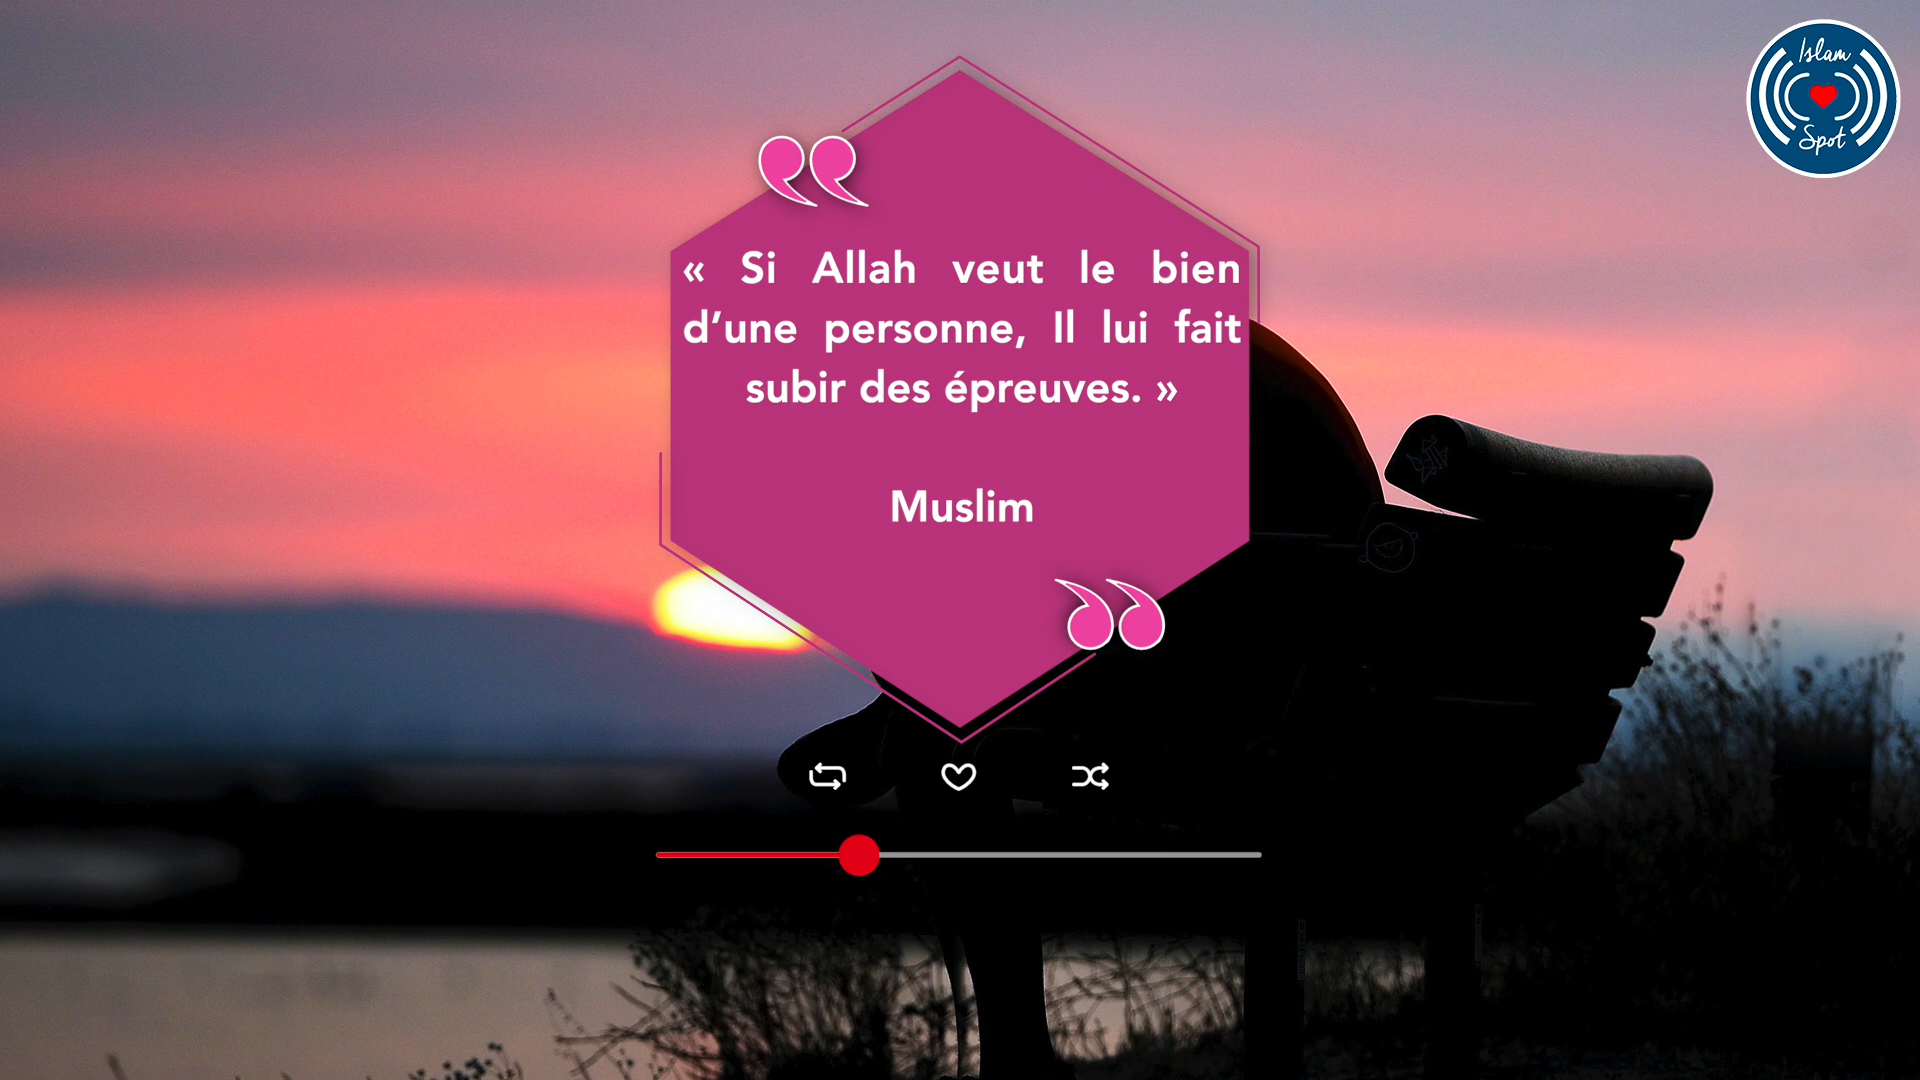 Islam
Spot
« Si Allah veut le bien
d’une personne, Il lui fait
subir des épreuves. »
Muslim